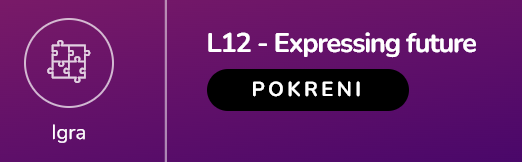 Igra
L12 - Expressing future
POKRENI